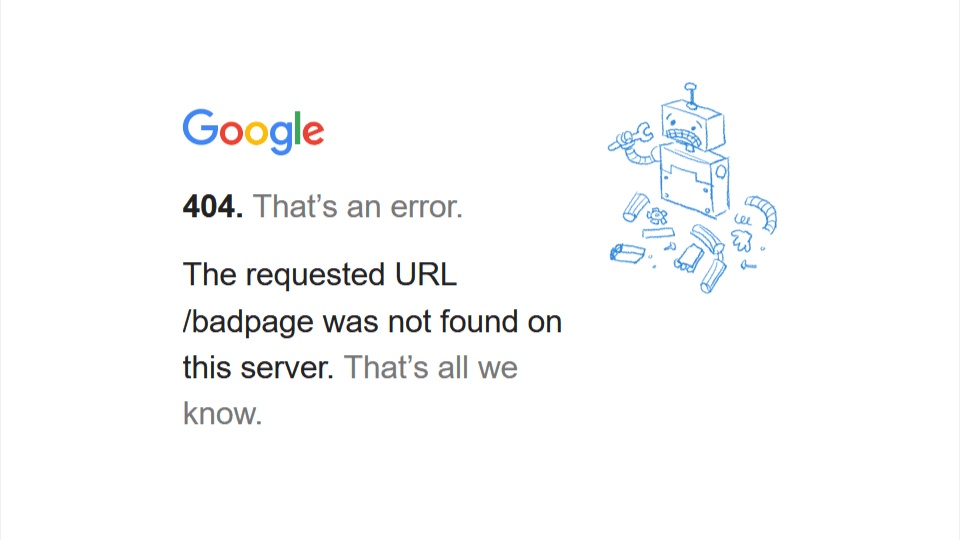 Google
404. That’s an error.
The requested URL
/badpage was not found on
this server. That’s all we
know.